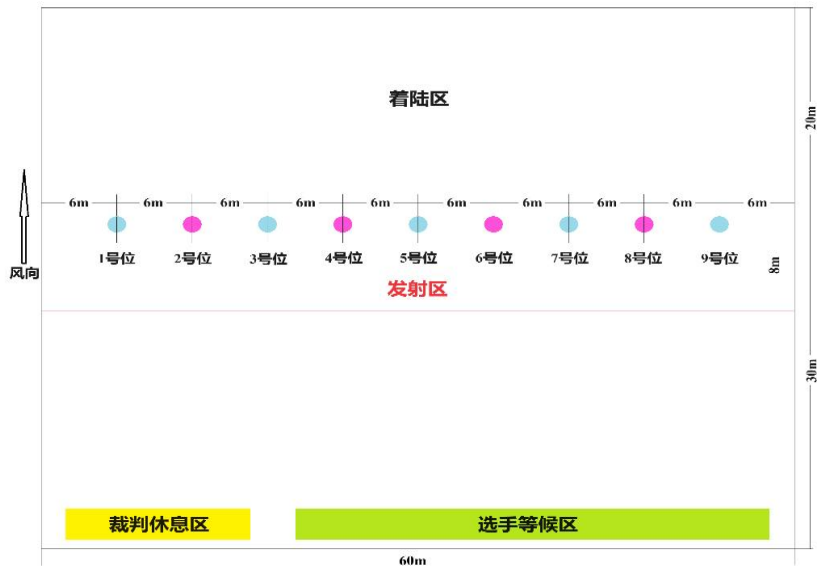 着陆区
20m
6m 6m 6m 6m 6m 6m 6m 6m 6m 6m
1号位 2号位 3号位 4号位 5号位 6号位 7号位 8号位 9号位
8m
风向
发射区
30m
裁判休息区 选手等候区
60m